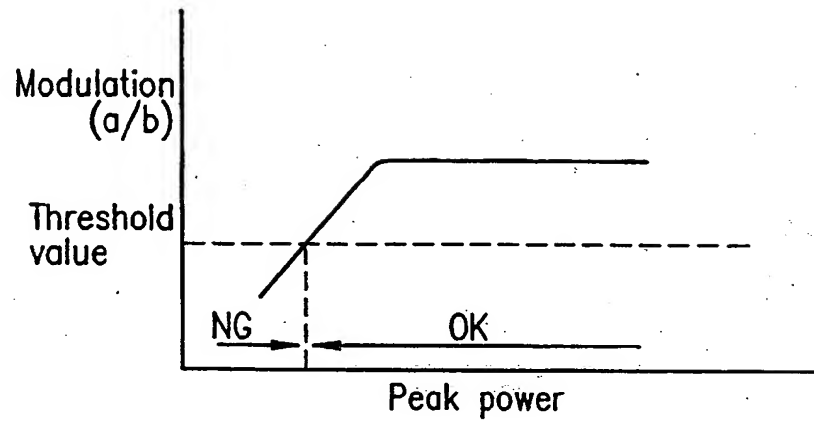 Modulation
(a/b)
Threshold
value
NG
OK
Peak power